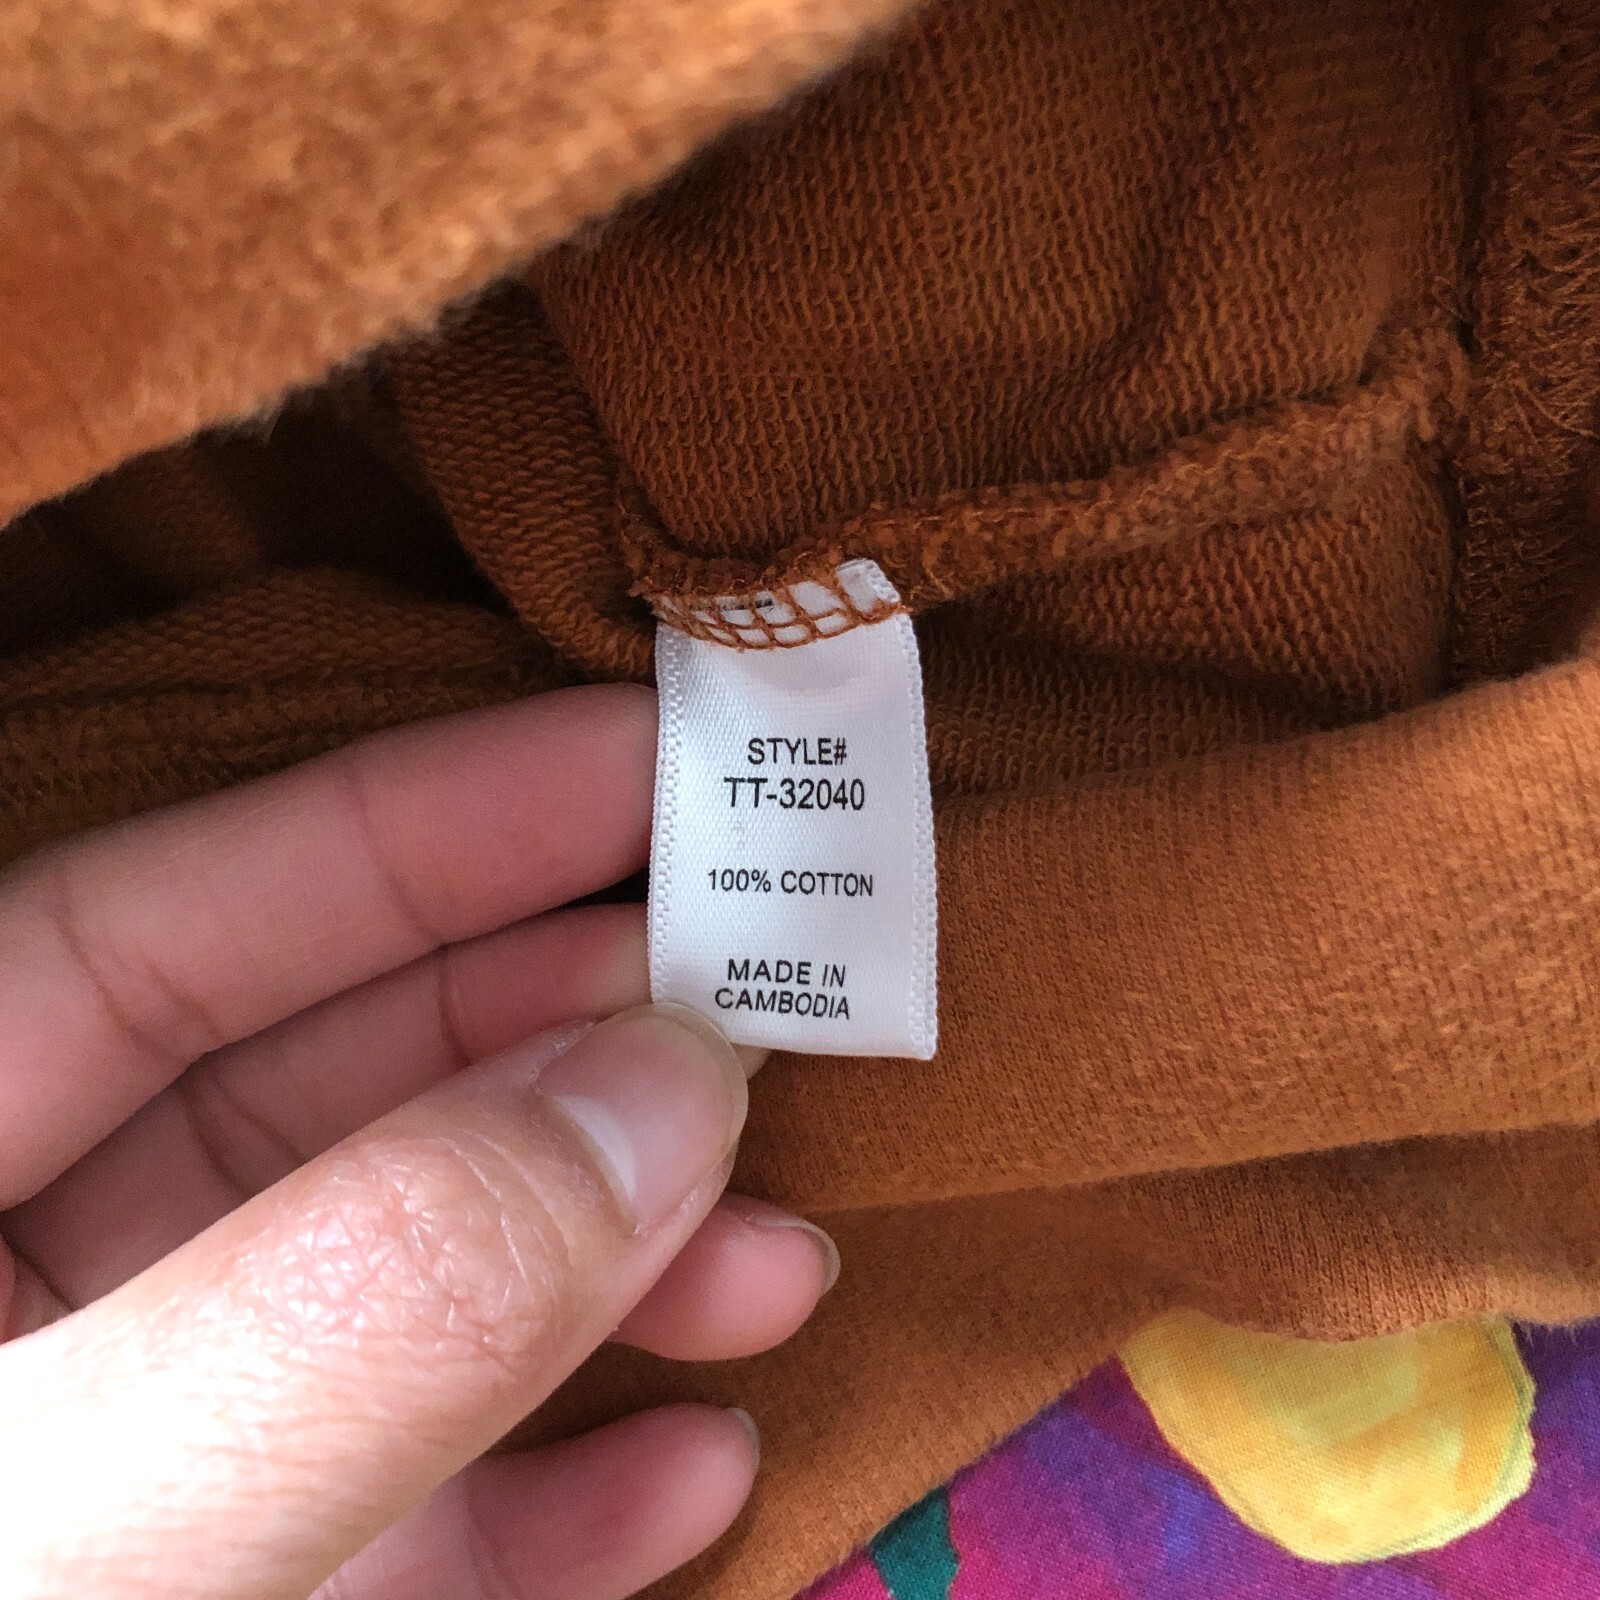 STYLE#
TT-32040
100% COTTON
MADE IN
CAMBODIA